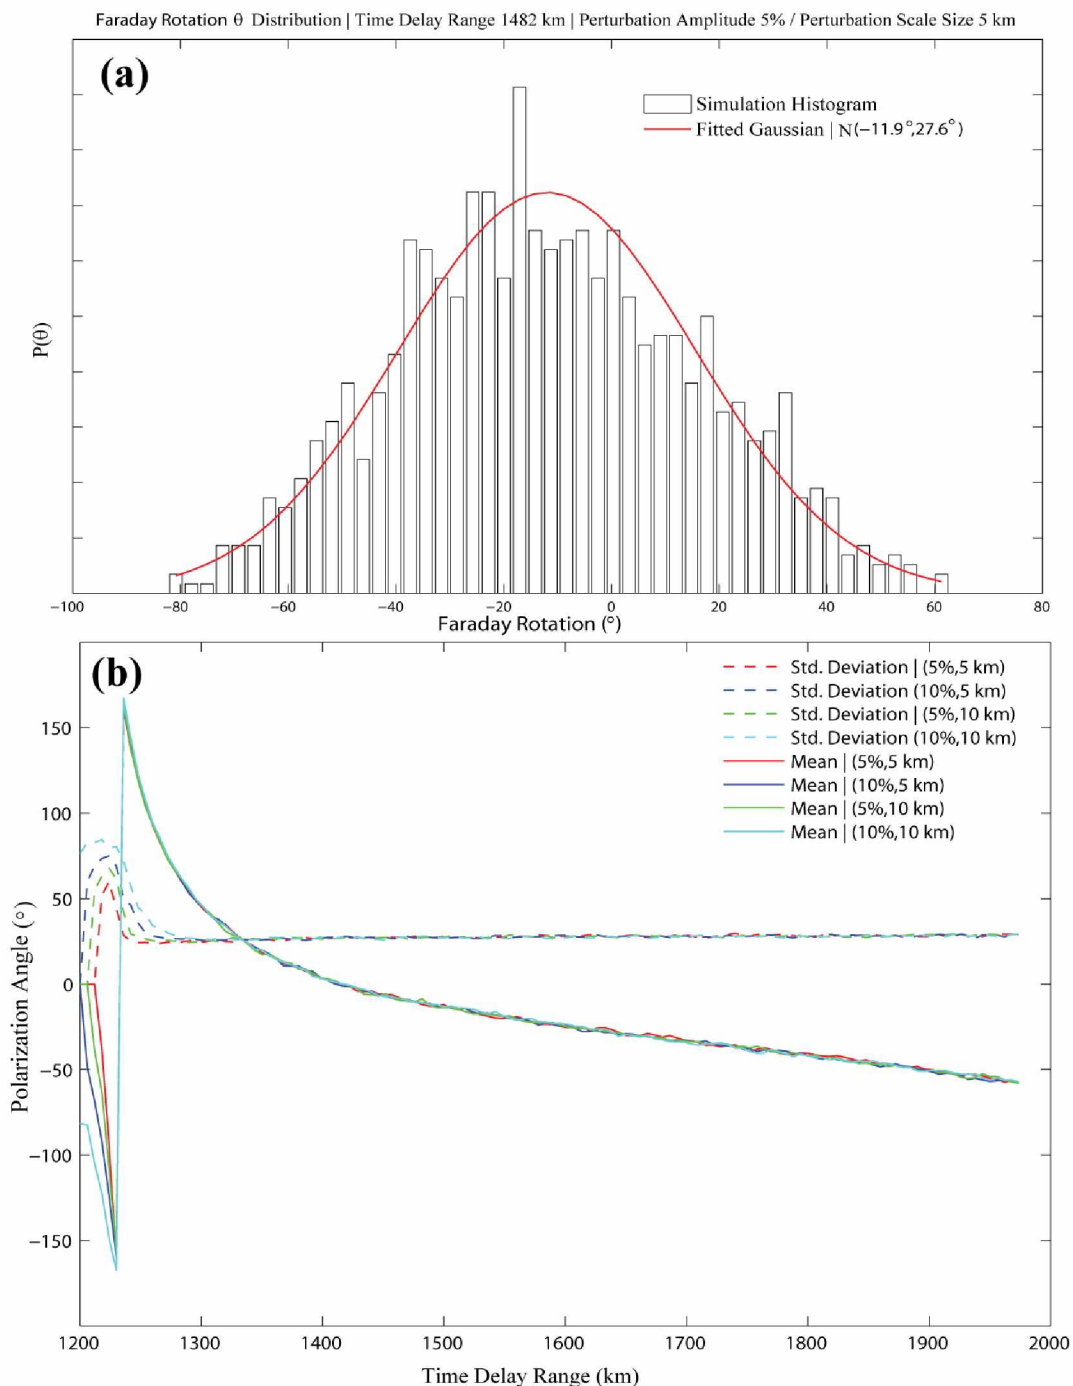 Faraday Rotation θ Distribution | Time Delay Range 1482 km | Perturbation Amplitude 5% / Perturbation Scale Size 5 km
(a)
Simulation Histogram
Fitted Gaussian | N(−11.9°,27.6°)
P(θ)
−100 −80 −60 −40 −20 0 20 40 60 80
Faraday Rotation (°)
(b)
Std. Deviation | (5%,5 km)
Std. Deviation (10%,5 km)
Std. Deviation | (5%,10 km)
Std. Deviation (10%,10 km)
Mean | (5%,5 km)
Mean | (10%,5 km)
Mean | (5%,10 km)
Mean | (10%,10 km)
150
100
50
0
−50
−100
−150
Polarization Angle (°)
1200 1300 1400 1500 1600 1700 1800 1900 2000
Time Delay Range (km)